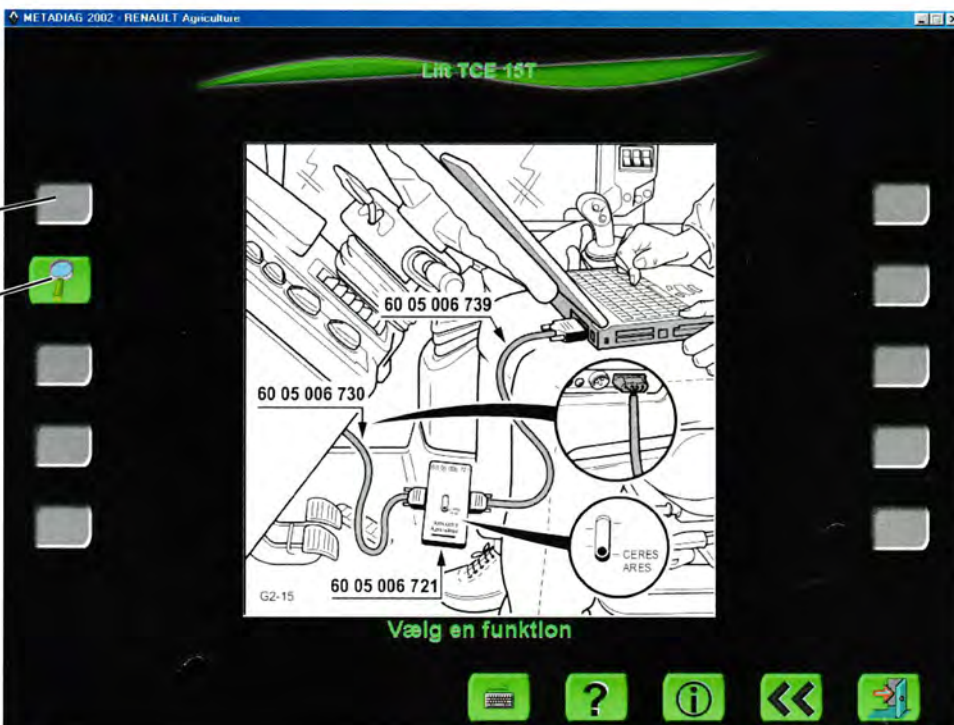 METADIAG 2002 - RENAULT Agriculture
Lift TCE 15T
60 05 006 739
60 05 006 730
CERES
ARES
60 05 006 721
G2-15
Vælg en funktion
?